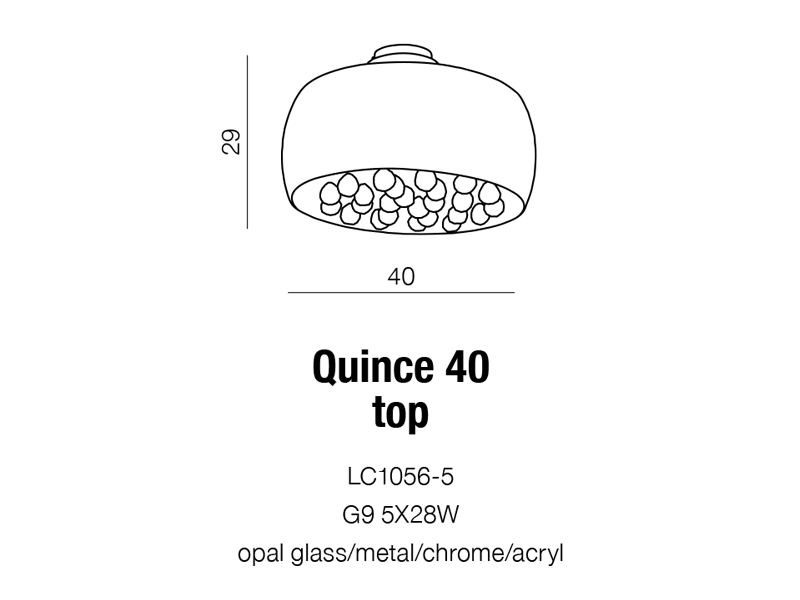 29
40
Quince 40
top
LC1056-5
G9 5X28W
opal glass/metal/chrome/acryl